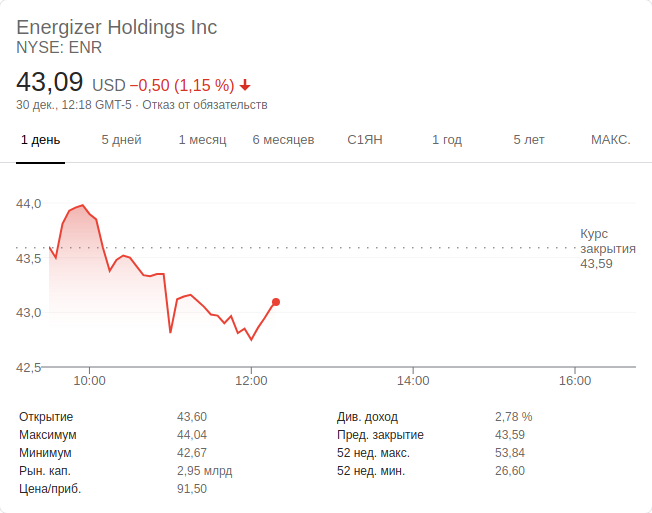 Energizer Holdings Inc
NYSE: ENR
43,09 USD −0,50 (1,15 %)
30 дек., 12:18 GMT-5 · Отказ от обязательств
1 день 5 дней 1 месяц 6 месяцев С1ЯН 1 год 5 лет МАКС.
44,0
Курс
закрытия
43,59
43,5
43,0
42,5
10:00 12:00 14:00 16:00
Открытие 43,60 Див. доход 2,78 %
Максимум 44,04 Пред. закрытие 43,59
Минимум 42,67 52 нед. макс. 53,84
Рын. кап. 2,95 млрд 52 нед. мин. 26,60
Цена/приб. 91,50